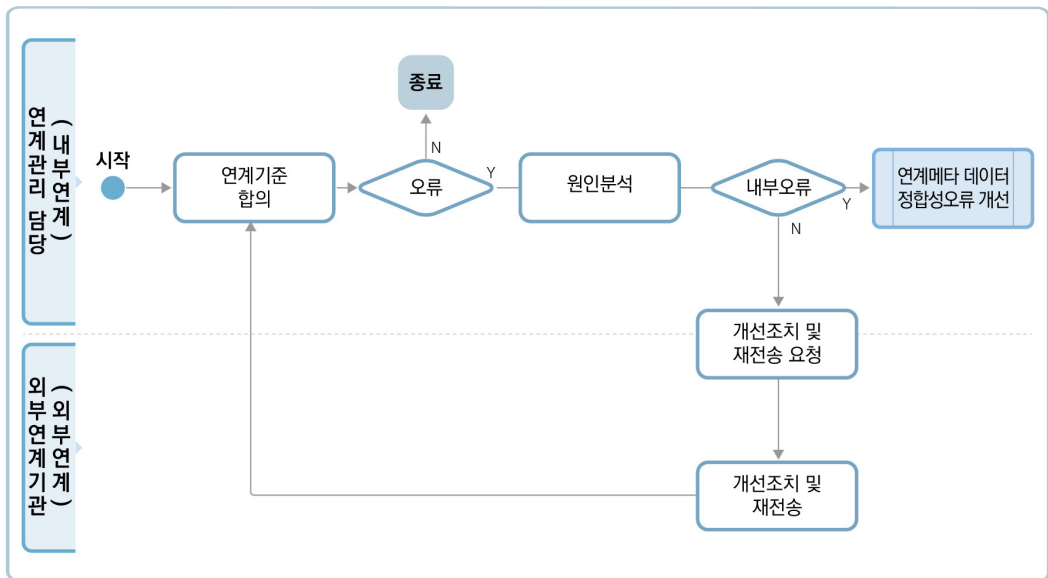 연계관리 담당
(내부연계)
시작
연계기준
합의
종료
N
오류
Y
원인분석
내부오류
Y
N
연계메타 데이터
정합성오류 개선
개선조치 및
재전송 요청
외부연계기관
(외부연계)
개선조치 및
재전송